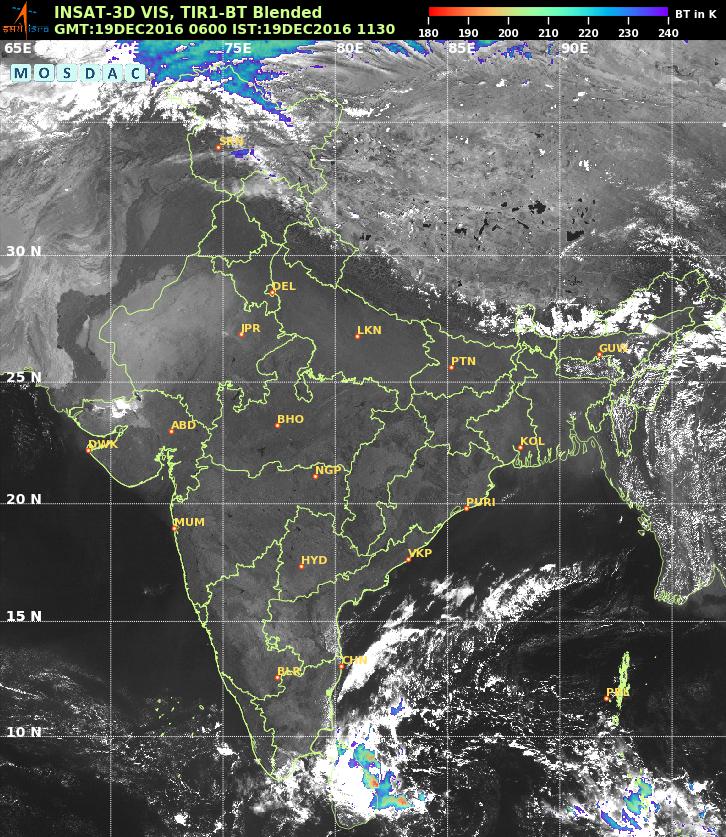 INSAT-3D VIS, TIR1-BT Blended
GMT:19DEC2016 0600 IST:19DEC2016 1130
BT in K
180 190 200 210 220 230 240
65E 70E 75E 80E 85E 90E
MOSDAC
SRN
30 N
DEL
JPR
LKN
GUW
PTN
25 N
BHO
ABD
KOL
DWK
NGP
20 N
PURI
MUM
VKP
HYD
15 N
CHN
BLR
10 N